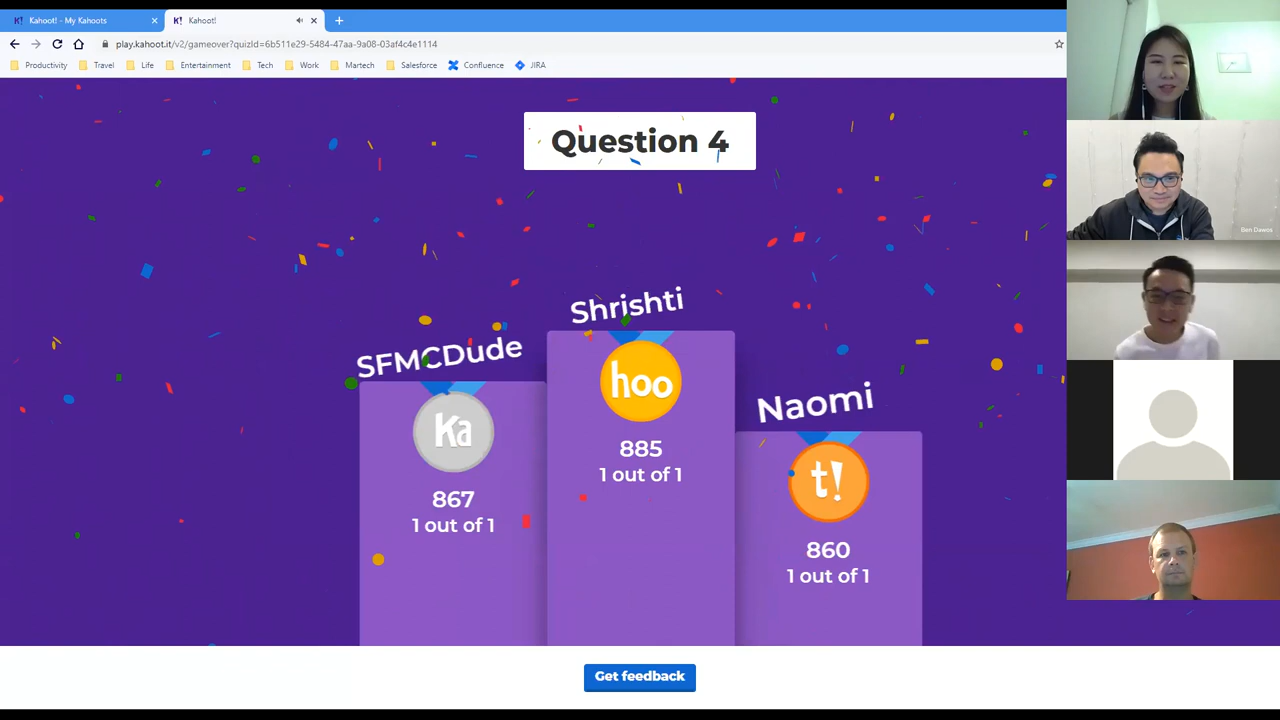 Kahoot! - My Kahoots
Kahoot!
play.kahoot.it/v2/gameover?quizId=6b511e29-5484-47aa-9a08-03af4c4e1114
Productivity Travel Life Entertainment Tech Work Martech Salesforce Confluence JIRA
Question 4
Shrishti
SFMCDude
Naomi
hoo
Ka
t!
885
1 out of 1
867
1 out of 1
860
1 out of 1
Get feedback
Ben Dawos